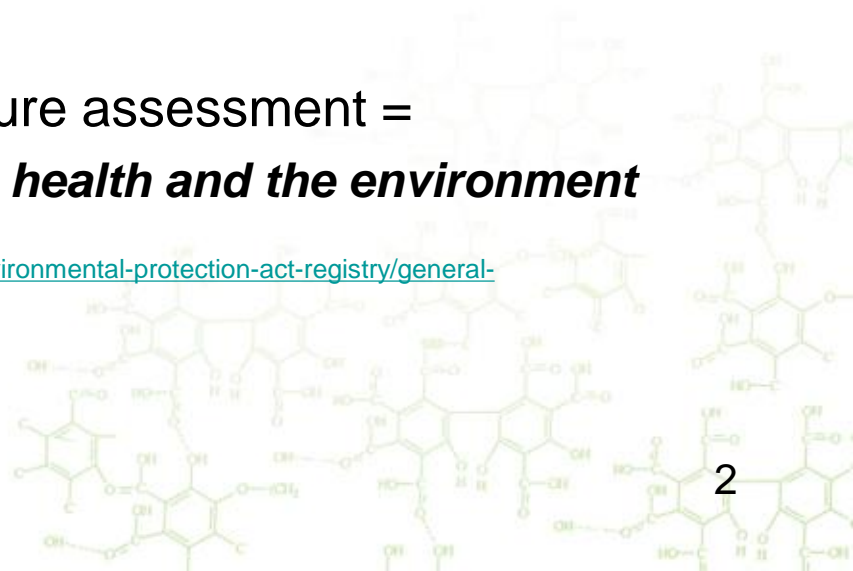 ure assessment =
health and the environment
ironmental-protection-act-registry/general-
2